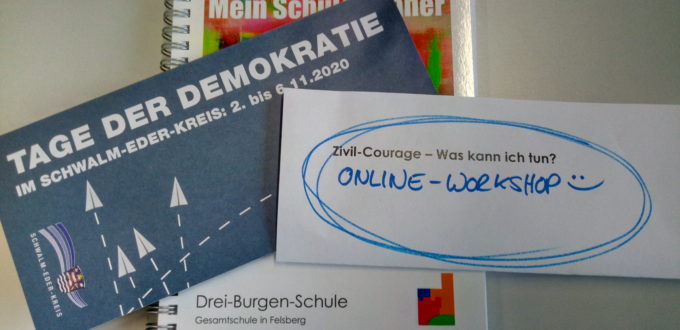 Mein Schulplaner
TAGE DER DEMOKRATIE
IM SCHWALM-EDER-KREIS: 2. bis 6.11.2020
SCHWALM-EDER-KREIS
Zivil-Courage – Was kann ich tun?
ONLINE-WORKSHOP :)
Drei-Burgen-Schule
Gesamtschule in Felsberg